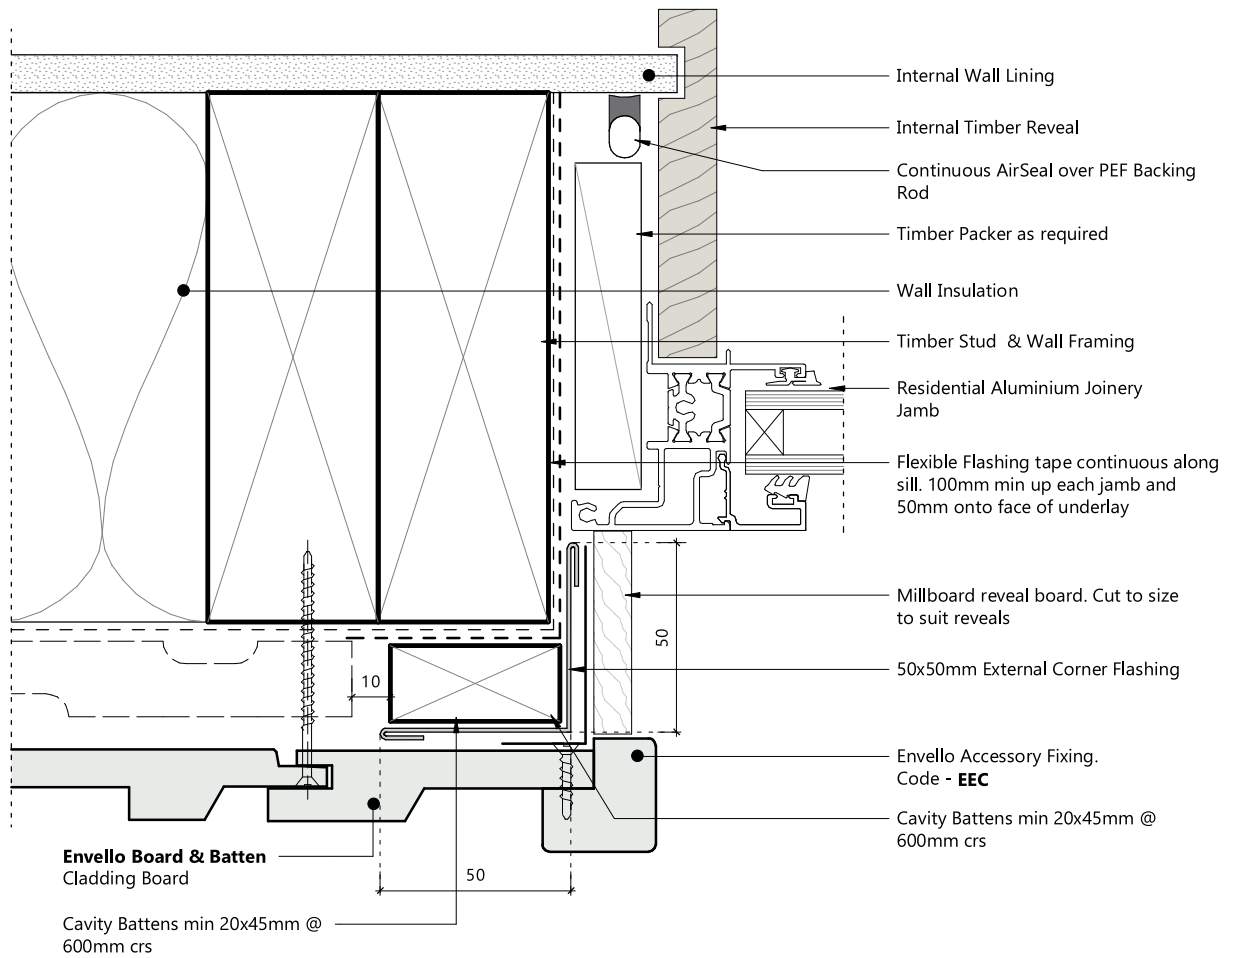 Internal Wall Lining
Internal Timber Reveal
Continuous AirSeal over PEF Backing
Rod
Timber Packer as required
Wall Insulation
Timber Stud & Wall Framing
Residential Aluminium Joinery
Jamb
Flexible Flashing tape continuous along
sill. 100mm min up each jamb and
50mm onto face of underlay
Millboard reveal board. Cut to size
to suit reveals
50
50x50mm External Corner Flashing
10
Envello Accessory Fixing.
Code - EEC
Cavity Battens min 20x45mm @
600mm crs
Envello Board & Batten
Cladding Board
50
Cavity Battens min 20x45mm @
600mm crs